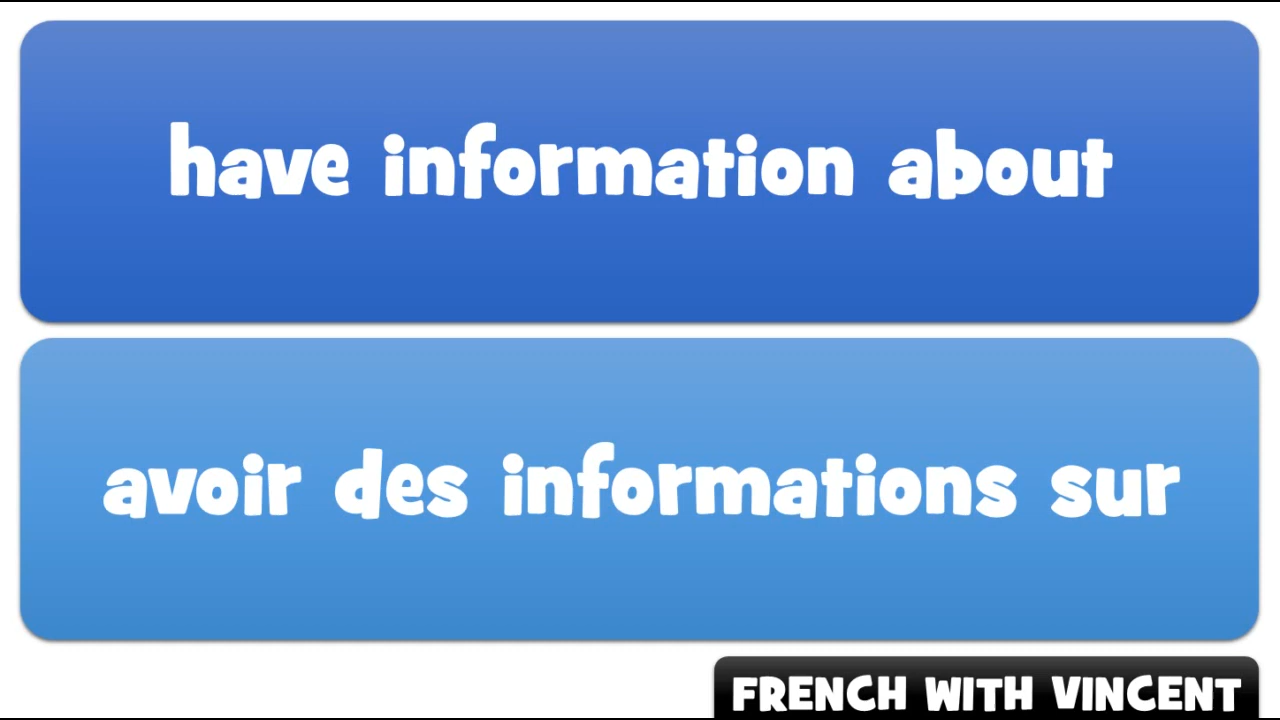 have information about
avoir des informations sur
FRENCH WITH VINCENT